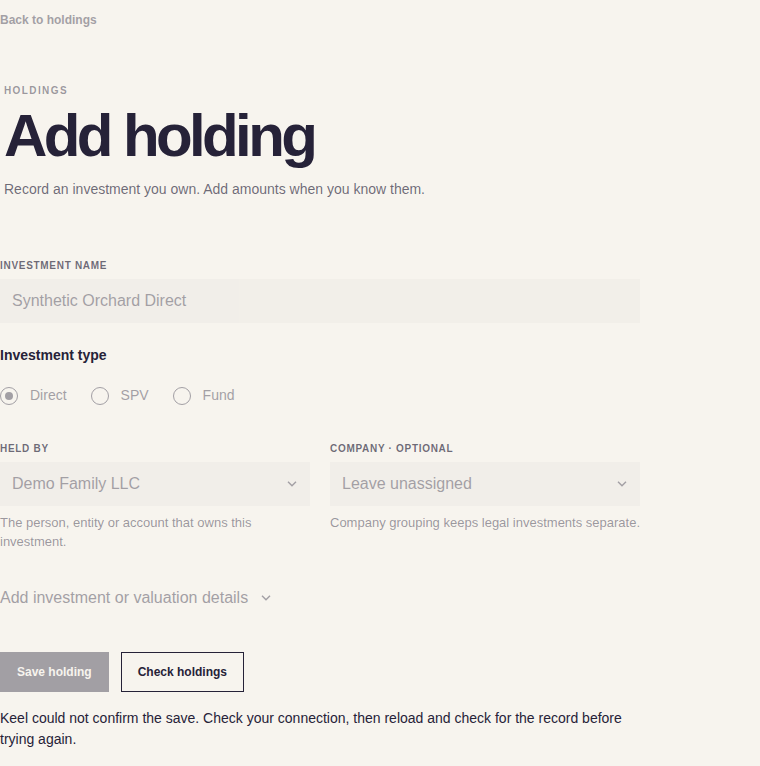 Back to holdings
HOLDINGS
Add holding
Record an investment you own. Add amounts when you know them.
INVESTMENT NAME
Synthetic Orchard Direct
Investment type
Direct SPV Fund
HELD BY COMPANY · OPTIONAL
Demo Family LLC Leave unassigned
The person, entity or account that owns this investment. Company grouping keeps legal investments separate.
Add investment or valuation details
Save holding Check holdings
Keel could not confirm the save. Check your connection, then reload and check for the record before
trying again.